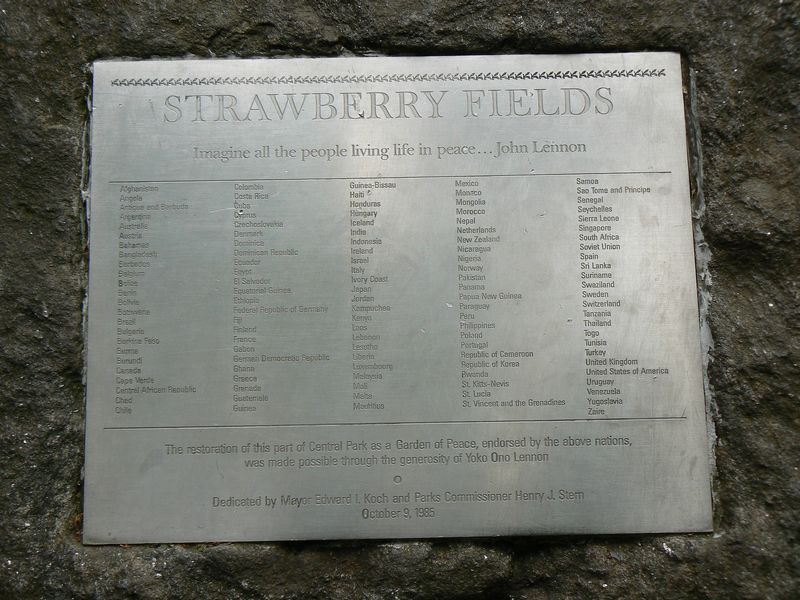 STRAWBERRY FIELDS
Imagine all the people living life in peace... John Lennon
Afghanistan
Angola
Antigua and Barbuda
Argentina
Australia
Austria
Bahamas
Bangladesh
Barbados
Belgium
Belize
Benin
Bolivia
Botswana
Brazil
Bulgaria
Burkina Faso
Burma
Burundi
Canada
Cape Verde
Central African Republic
Chad
Chile
Colombia
Costa Rica
Cuba
Cyprus
Czechoslovakia
Denmark
Dominica
Dominican Republic
Ecuador
Egypt
El Salvador
Equatorial Guinea
Ethiopia
Federal Republic of Germany
Fiji
Finland
France
Gabon
German Democratic Republic
Ghana
Greece
Grenada
Guatemala
Guinea
Guinea-Bissau
Haiti
Honduras
Hungary
Iceland
India
Indonesia
Ireland
Israel
Italy
Ivory Coast
Japan
Jordan
Kampuchea
Kenya
Laos
Lebanon
Lesotho
Liberia
Luxembourg
Malaysia
Mali
Malta
Mauritius
Mexico
Monaco
Mongolia
Morocco
Nepal
Netherlands
New Zealand
Nicaragua
Nigeria
Norway
Pakistan
Panama
Papua New Guinea
Paraguay
Peru
Philippines
Poland
Portugal
Republic of Cameroon
Republic of Korea
Rwanda
St. Kitts-Nevis
St. Lucia
St. Vincent and the Grenadines
Samoa
Sao Tome and Principe
Senegal
Seychelles
Sierra Leone
Singapore
South Africa
Soviet Union
Spain
Sri Lanka
Suriname
Swaziland
Sweden
Switzerland
Tanzania
Thailand
Togo
Tunisia
Turkey
United Kingdom
United States of America
Uruguay
Venezuela
Yugoslavia
Zaire
The restoration of this part of Central Park as a Garden of Peace, endorsed by the above nations,
was made possible through the generosity of Yoko Ono Lennon
Dedicated by Mayor Edward I. Koch and Parks Commissioner Henry J. Stern
October 9, 1985